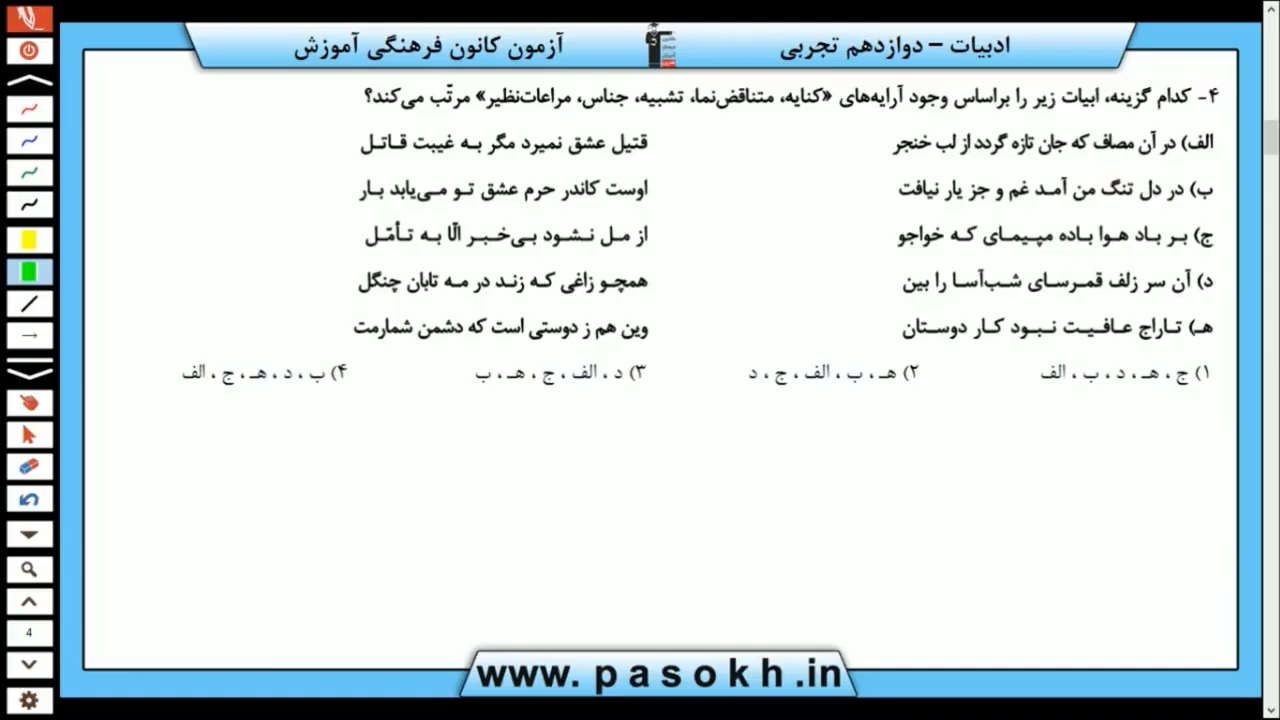 ادبیات – دوازدهم تجربی
آزمون کانون فرهنگی آموزش
۴- کدام گزینه، ابیات زیر را براساس وجود آرایه‌های «کنایه، متناقض‌نما، تشبیه، جناس، مراعات‌نظیر» مرتّب می‌کند؟
الف) در آن مصاف که جان تازه گردد از لب خنجر قتیل عشق نمیرد مگر به غیبت قاتل
ب) در دل تنگ من آمد غم و جز یار نیافت اوست کاندر حرم عشق تو می‌یابد بار
ج) بر باد هوا باده مپیمای که خواجو از مل نشود بی‌خبر الّا به تأمّل
د) آن سر زلف قمرسای شب‌آسا را بین همچو زاغی که زند در مه تابان چنگل
هـ) تاراج عافیت نبود کار دوستان وین هم ز دوستی است که دشمن شمارمت
۱) ج ، هـ ، د ، ب ، الف ۲) هـ ، ب ، الف ، ج ، د ۳) د ، الف ، ج ، هـ ، ب ۴) ب ، د ، هـ ، ج ، الف
4
www. p a s o k h .in